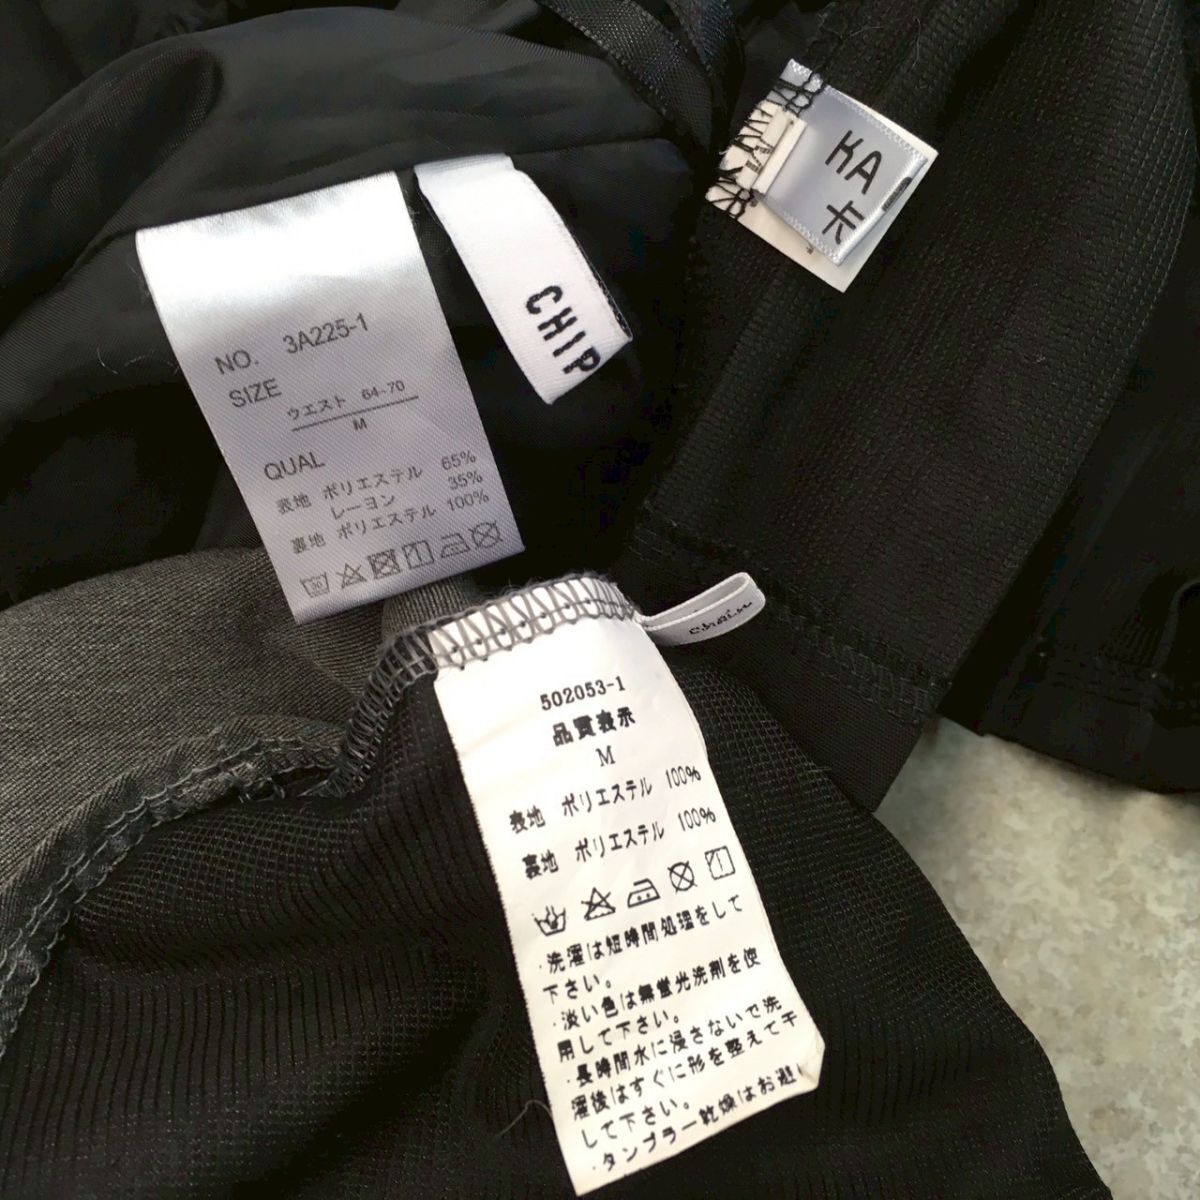 NO. 3A225-1
SIZE
ウエスト 64-70
M
QUAL
表地 ポリエステル 65%
レーヨン 35%
裏地 ポリエステル 100%
30
CHIP
KA
卡
502053-1
品質表示
M
表地 ポリエステル 100%
裏地 ポリエステル 100%
・洗濯は短時間処理をして
下さい。
・淡い色は無蛍光洗剤を使
用して下さい。
・長時間水に浸さないで洗
濯後はすぐに形を整えて干
して下さい。
・タンブラー乾燥はお避